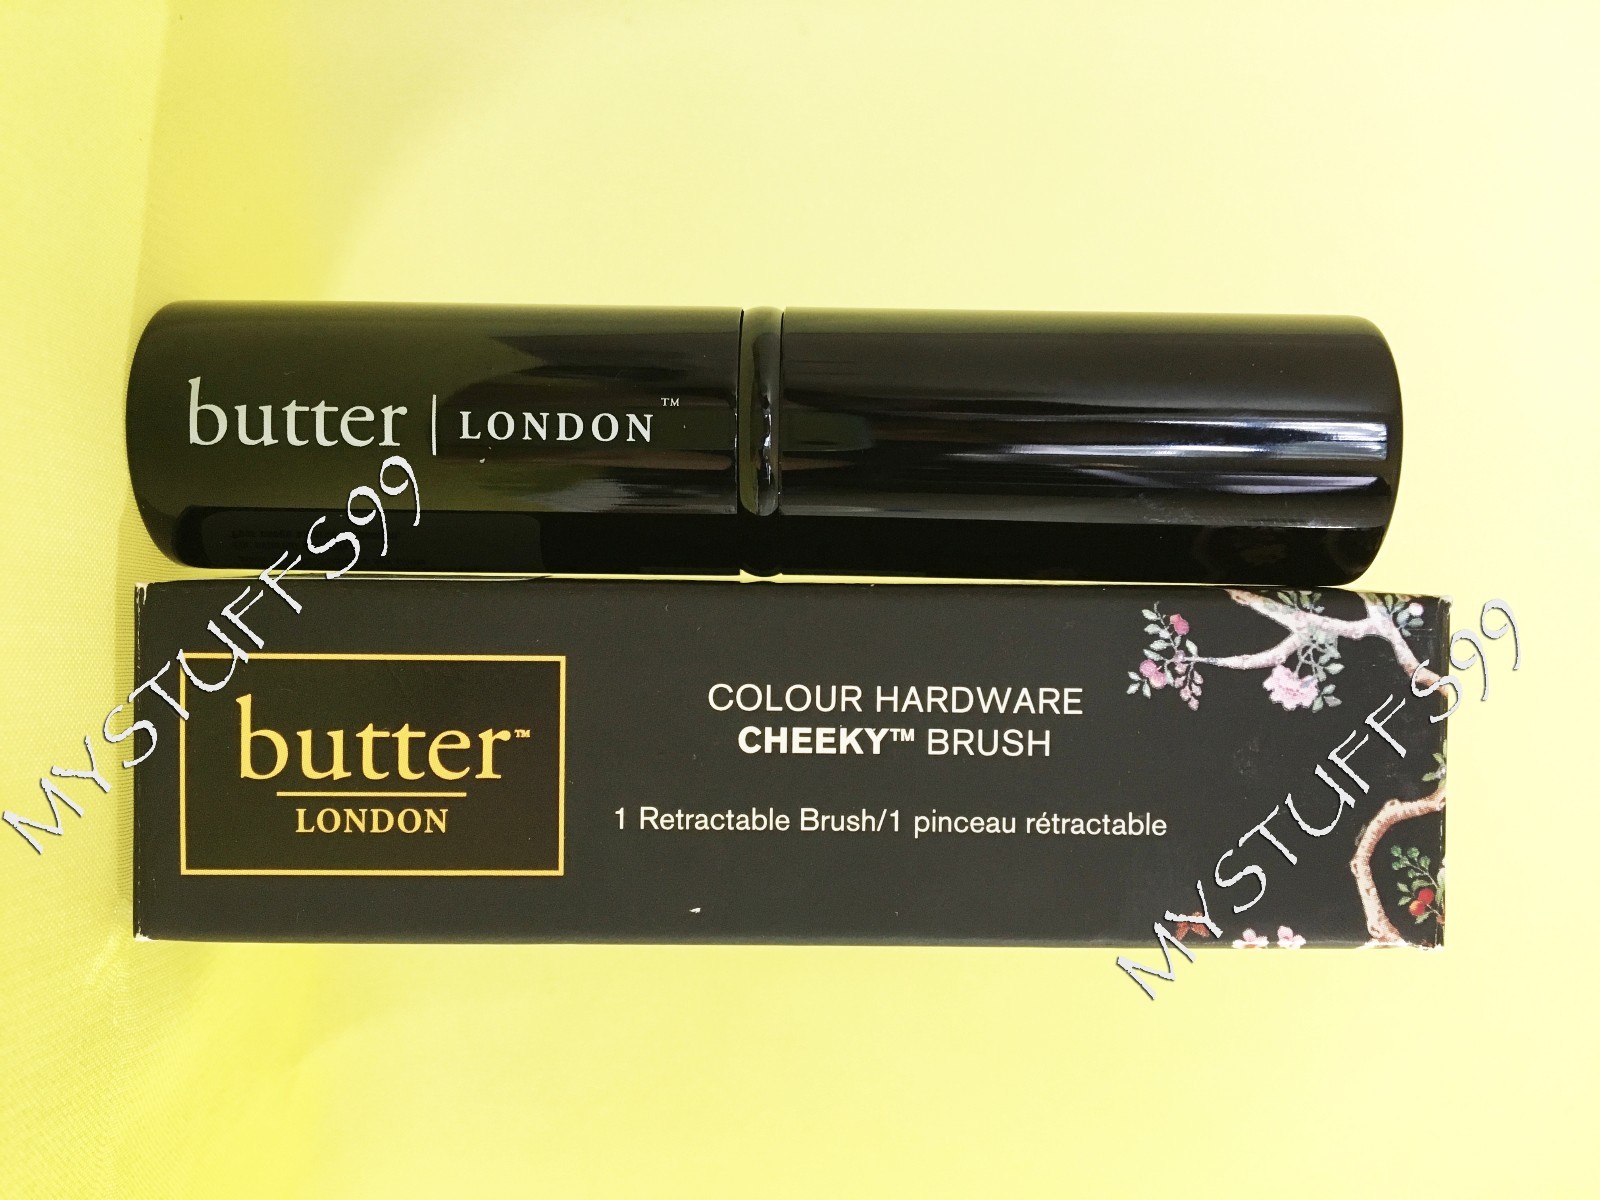 butter | LONDON™
butter™
LONDON
COLOUR HARDWARE
CHEEKY™ BRUSH
1 Retractable Brush/1 pinceau rétractable
MYSTUFFS99
MYSTUFFS99